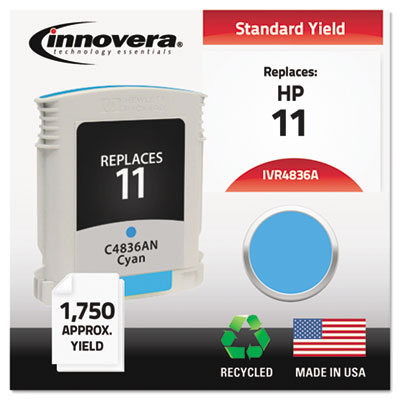 innovera
technology essentials
Standard Yield
Replaces:
HP
11
IVR4836A
REPLACES
11
C4836AN
Cyan
1,750
APPROX.
YIELD
RECYCLED
MADE IN USA